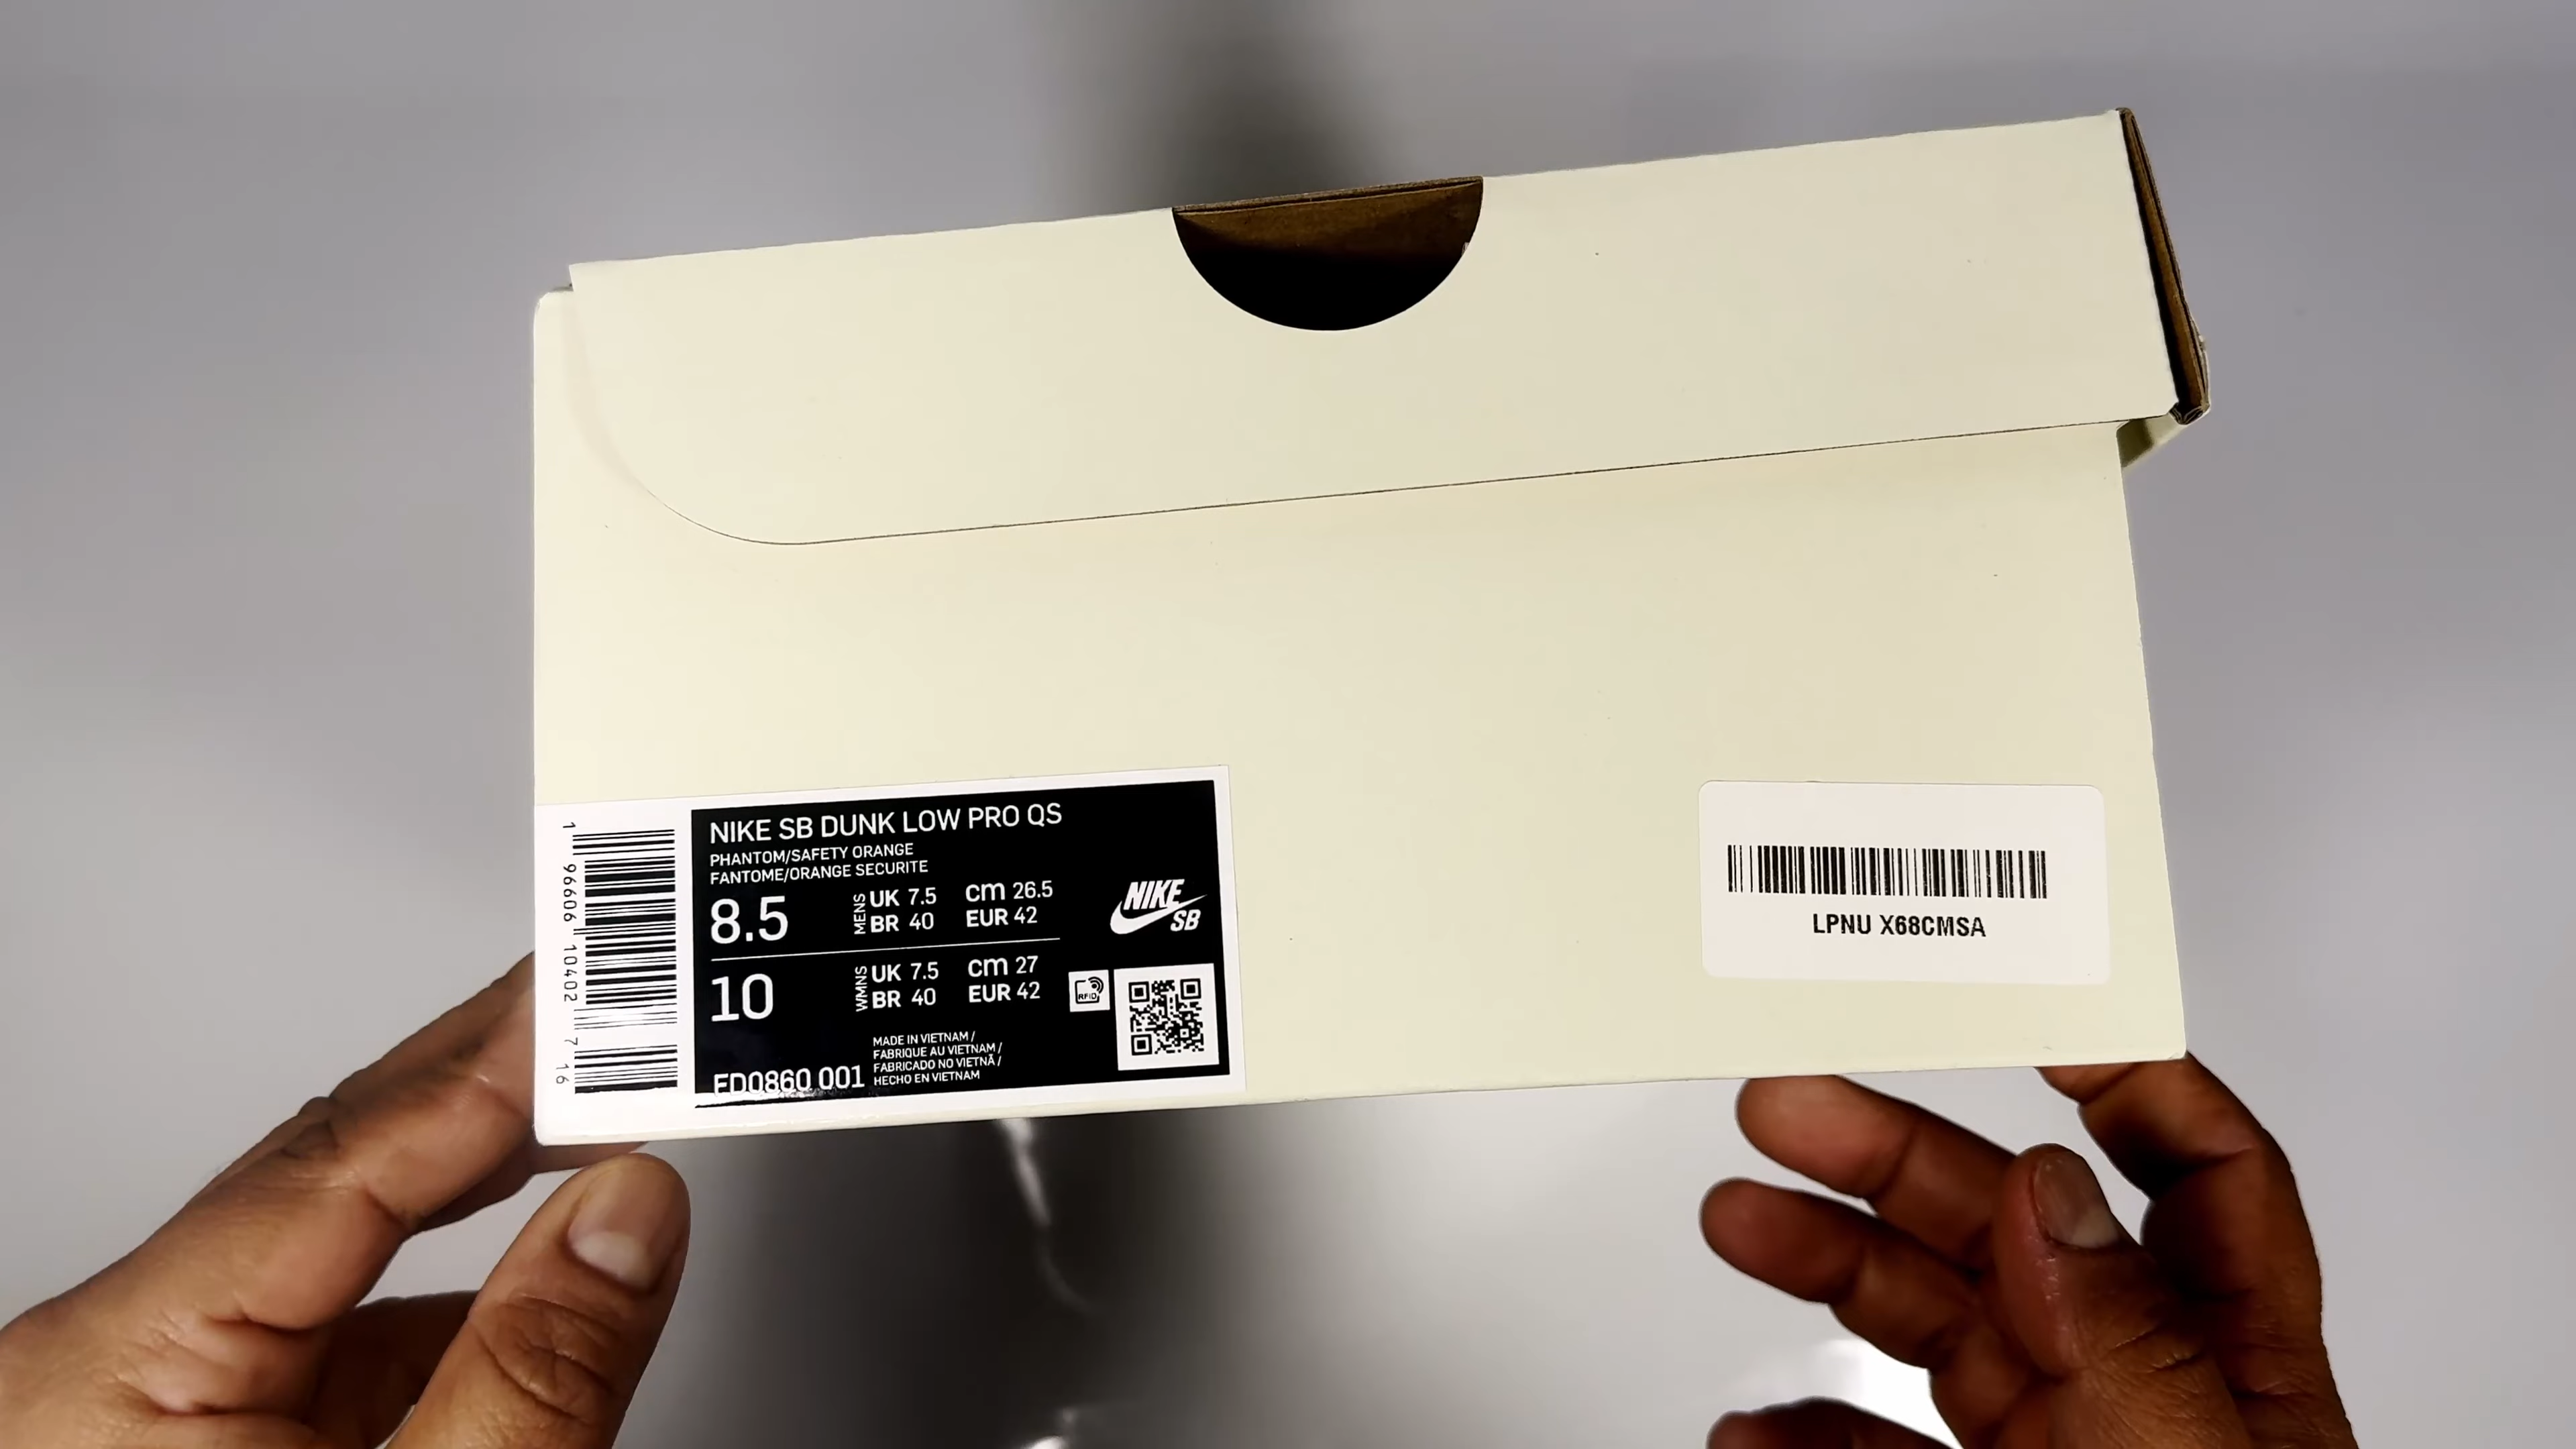 NIKE SB DUNK LOW PRO QS
PHANTOM/SAFETY ORANGE
FANTOME/ORANGE SECURITE
8.5 MENS UK 7.5 cm 26.5
BR 40 EUR 42
NIKE SB
10 WMNS UK 7.5 cm 27
BR 40 EUR 42
RFID
MADE IN VIETNAM /
FABRIQUE AU VIETNAM /
FABRICADO NO VIETNÃ /
HECHO EN VIETNAM
FD0860 001
1 96606 10402 7 16
LPNU X68CMSA